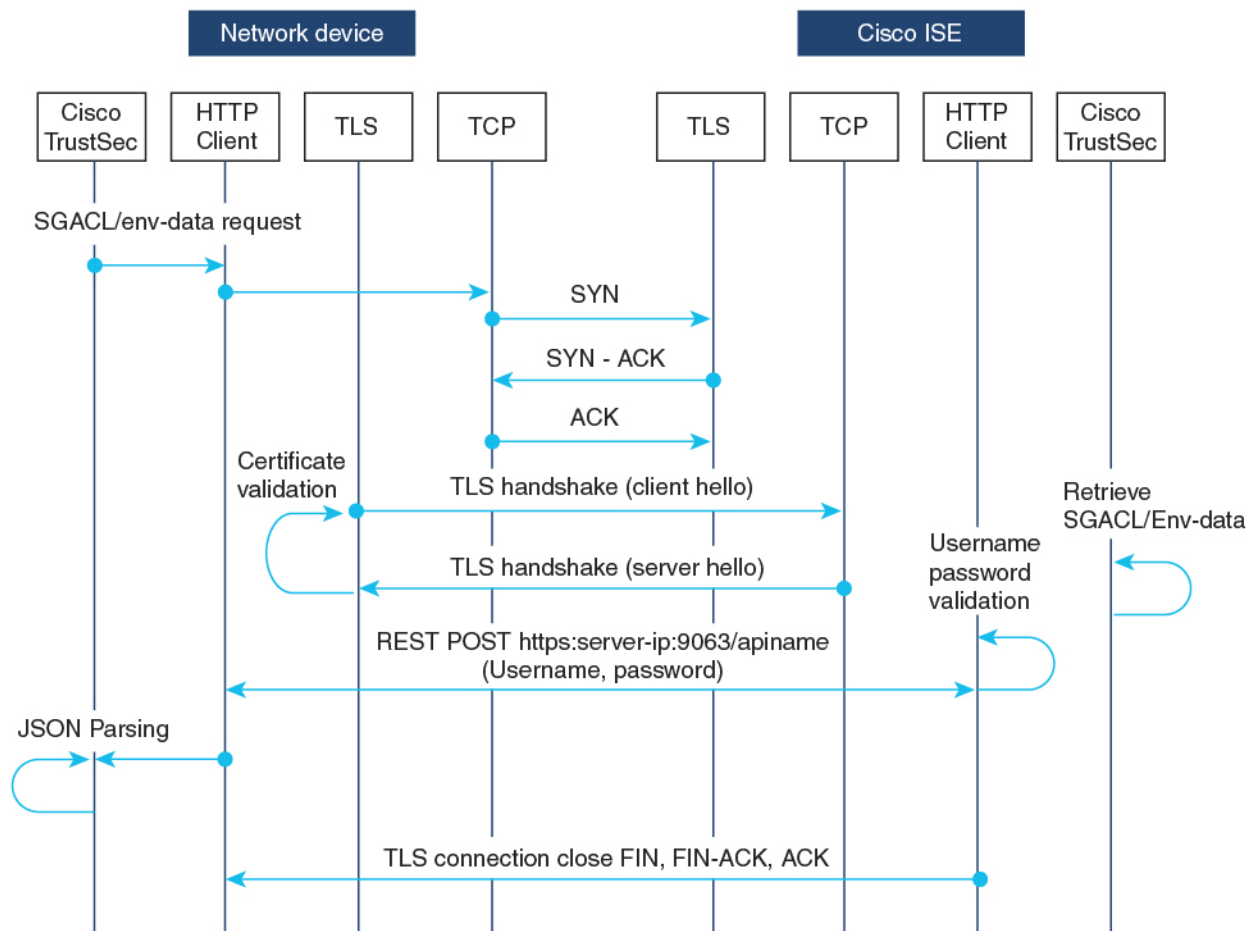 Network device
Cisco ISE
Cisco
TrustSec
HTTP
Client
TLS
TCP
TLS
TCP
HTTP
Client
Cisco
TrustSec
SGACL/env-data request
SYN
SYN - ACK
ACK
Certificate
validation
TLS handshake (client hello)
Retrieve
SGACL/Env-data
Username
password
validation
TLS handshake (server hello)
REST POST https:server-ip:9063/apiname
(Username, password)
JSON Parsing
TLS connection close FIN, FIN-ACK, ACK